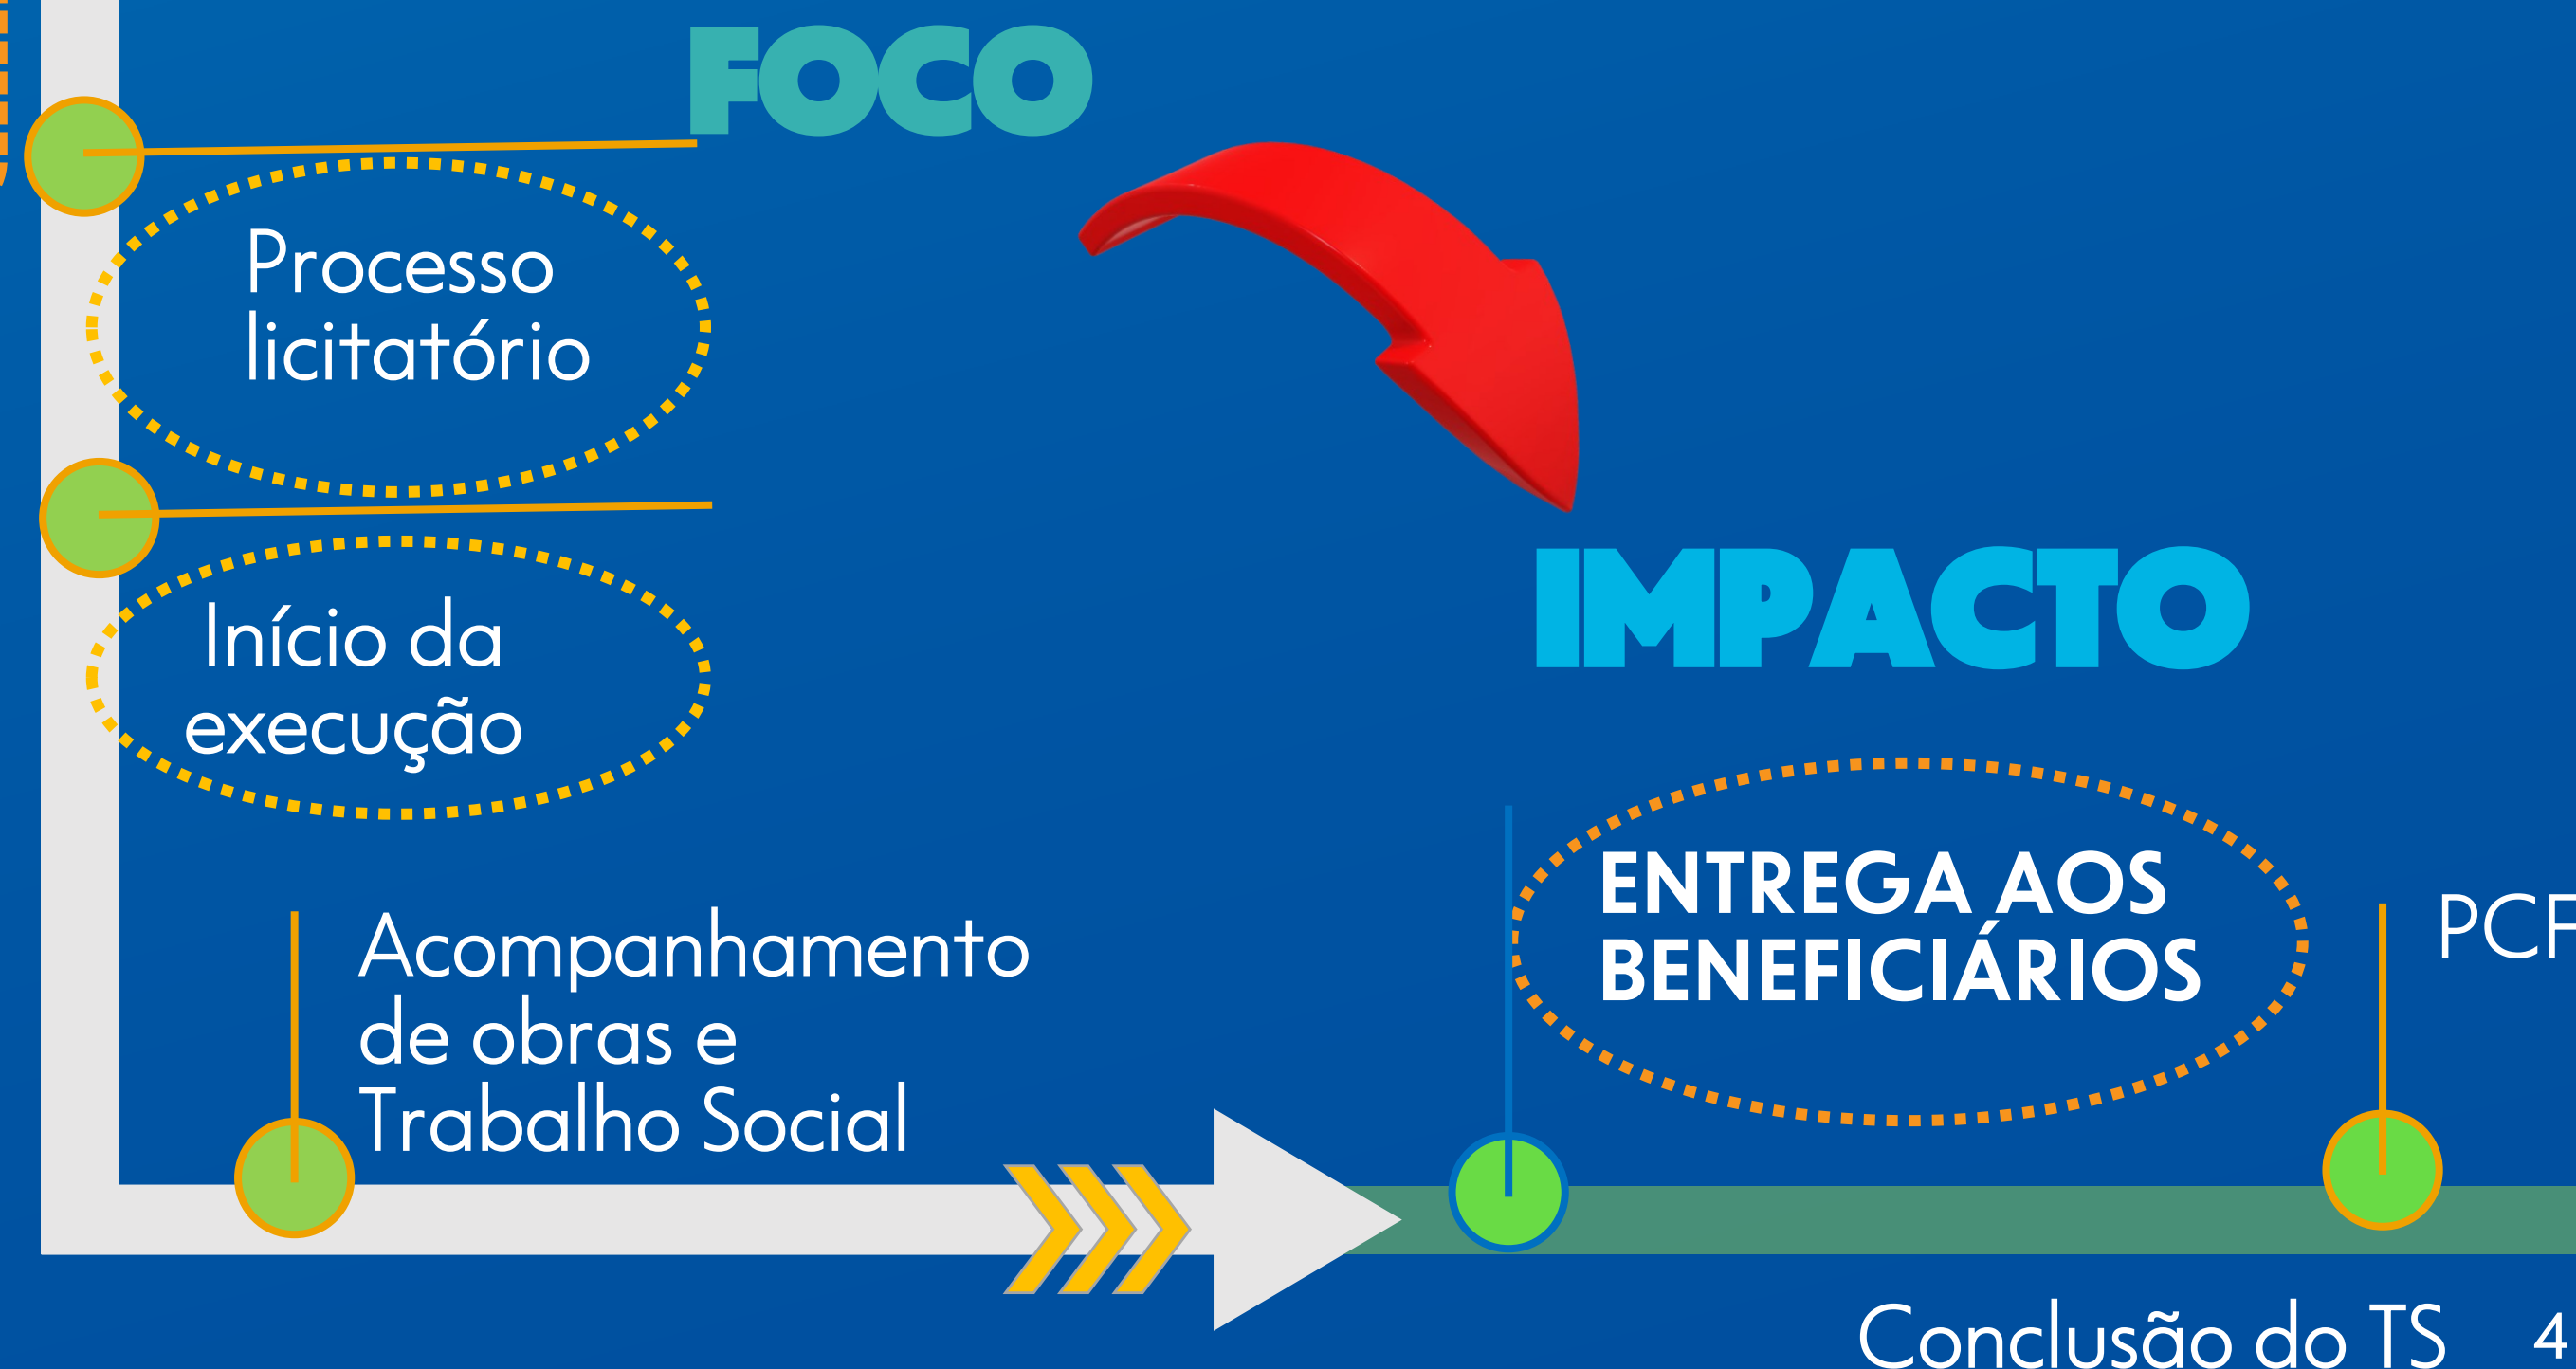 FOCO
Processo
licitatório
Início da
execução
IMPACTO
Acompanhamento
de obras e
Trabalho Social
ENTREGA AOS
BENEFICIÁRIOS
PCF
Conclusão do TS
4